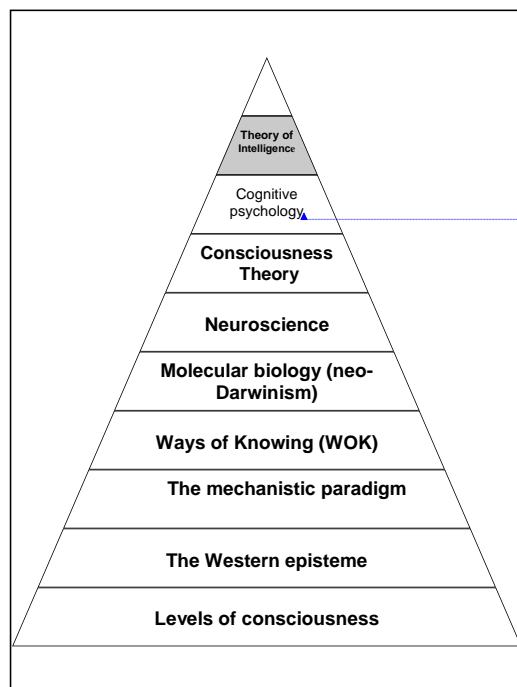 Theory of
Intelligence
Cognitive
psychology
Consciousness
Theory
Neuroscience
Molecular biology (neo-
Darwinism)
Ways of Knowing (WOK)
The mechanistic paradigm
The Western episteme
Levels of consciousness